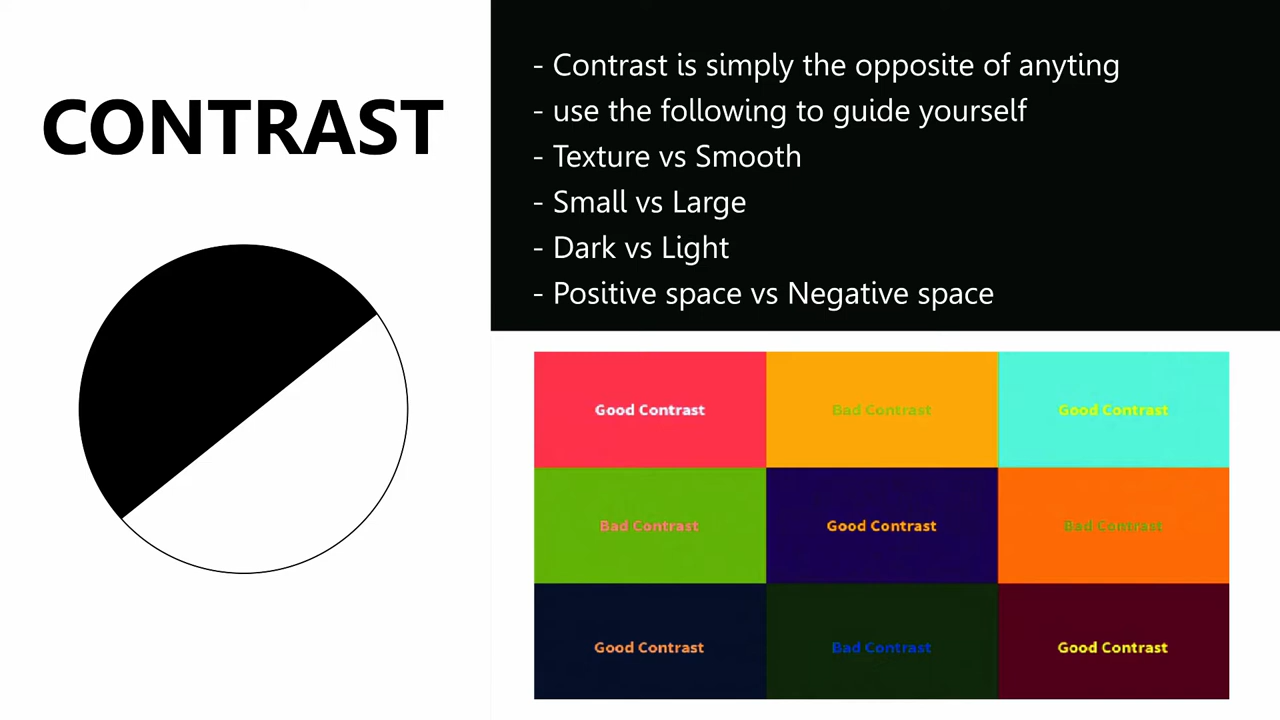 CONTRAST
- Contrast is simply the opposite of anyting
- use the following to guide yourself
- Texture vs Smooth
- Small vs Large
- Dark vs Light
- Positive space vs Negative space
Good Contrast
Bad Contrast
Good Contrast
Bad Contrast
Good Contrast
Bad Contrast
Good Contrast
Bad Contrast
Good Contrast